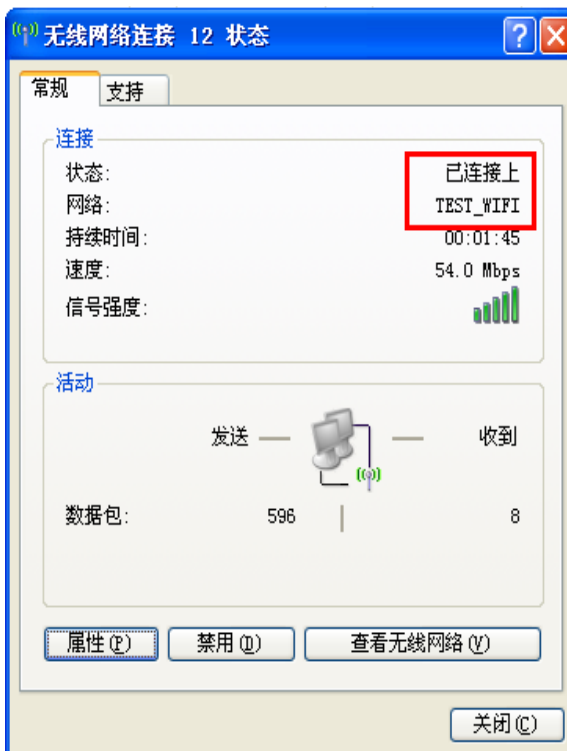 无线网络连接 12 状态
常规 支持
连接
状态: 已连接上
网络: TEST_WIFI
持续时间: 00:01:45
速度: 54.0 Mbps
信号强度:
活动
发送 — — 收到
数据包: 596 | 8
属性(P) 禁用(D) 查看无线网络(V)
关闭(C)